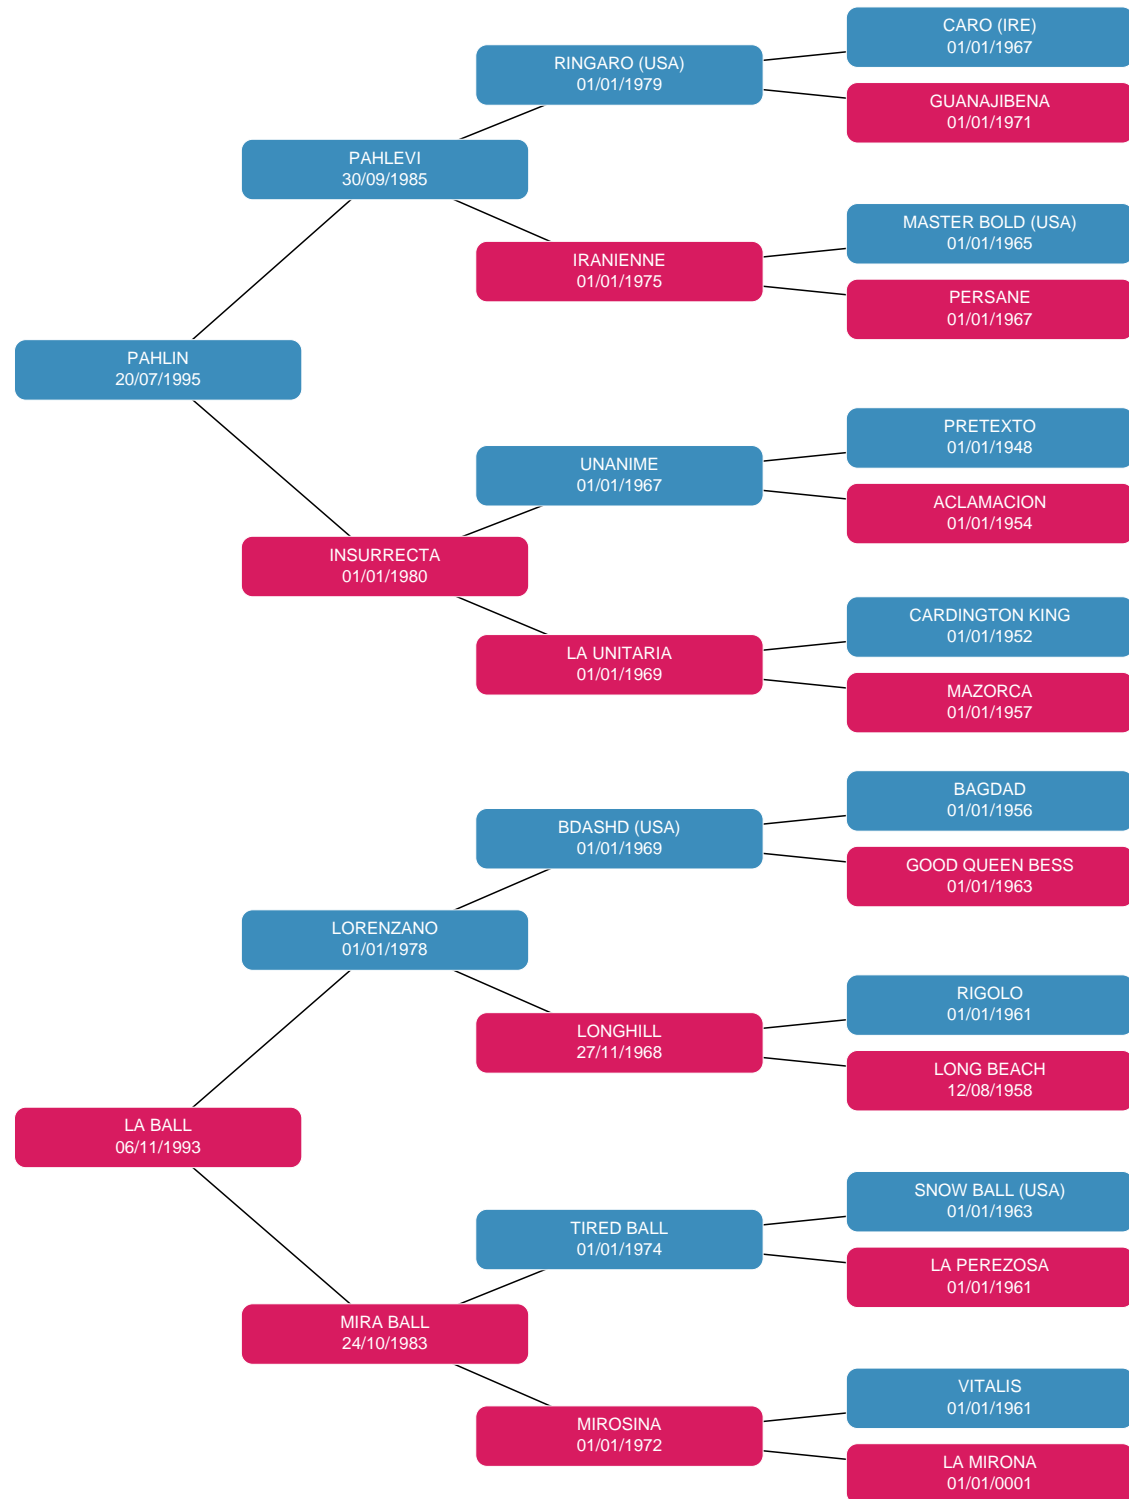 CARO (IRE)
01/01/1967
RINGARO (USA)
01/01/1979
GUANAJIBENA
01/01/1971
PAHLEVI
30/09/1985
MASTER BOLD (USA)
01/01/1965
IRANIENNE
01/01/1975
PERSANE
01/01/1967
PAHLIN
20/07/1995
PRETEXTO
01/01/1948
UNANIME
01/01/1967
ACLAMACION
01/01/1954
INSURRECTA
01/01/1980
CARDINGTON KING
01/01/1952
LA UNITARIA
01/01/1969
MAZORCA
01/01/1957
BAGDAD
01/01/1956
BDASHD (USA)
01/01/1969
GOOD QUEEN BESS
01/01/1963
LORENZANO
01/01/1978
RIGOLO
01/01/1961
LONGHILL
27/11/1968
LONG BEACH
12/08/1958
LA BALL
06/11/1993
SNOW BALL (USA)
01/01/1963
TIRED BALL
01/01/1974
LA PEREZOSA
01/01/1961
MIRA BALL
24/10/1983
VITALIS
01/01/1961
MIROSINA
01/01/1972
LA MIRONA
01/01/0001